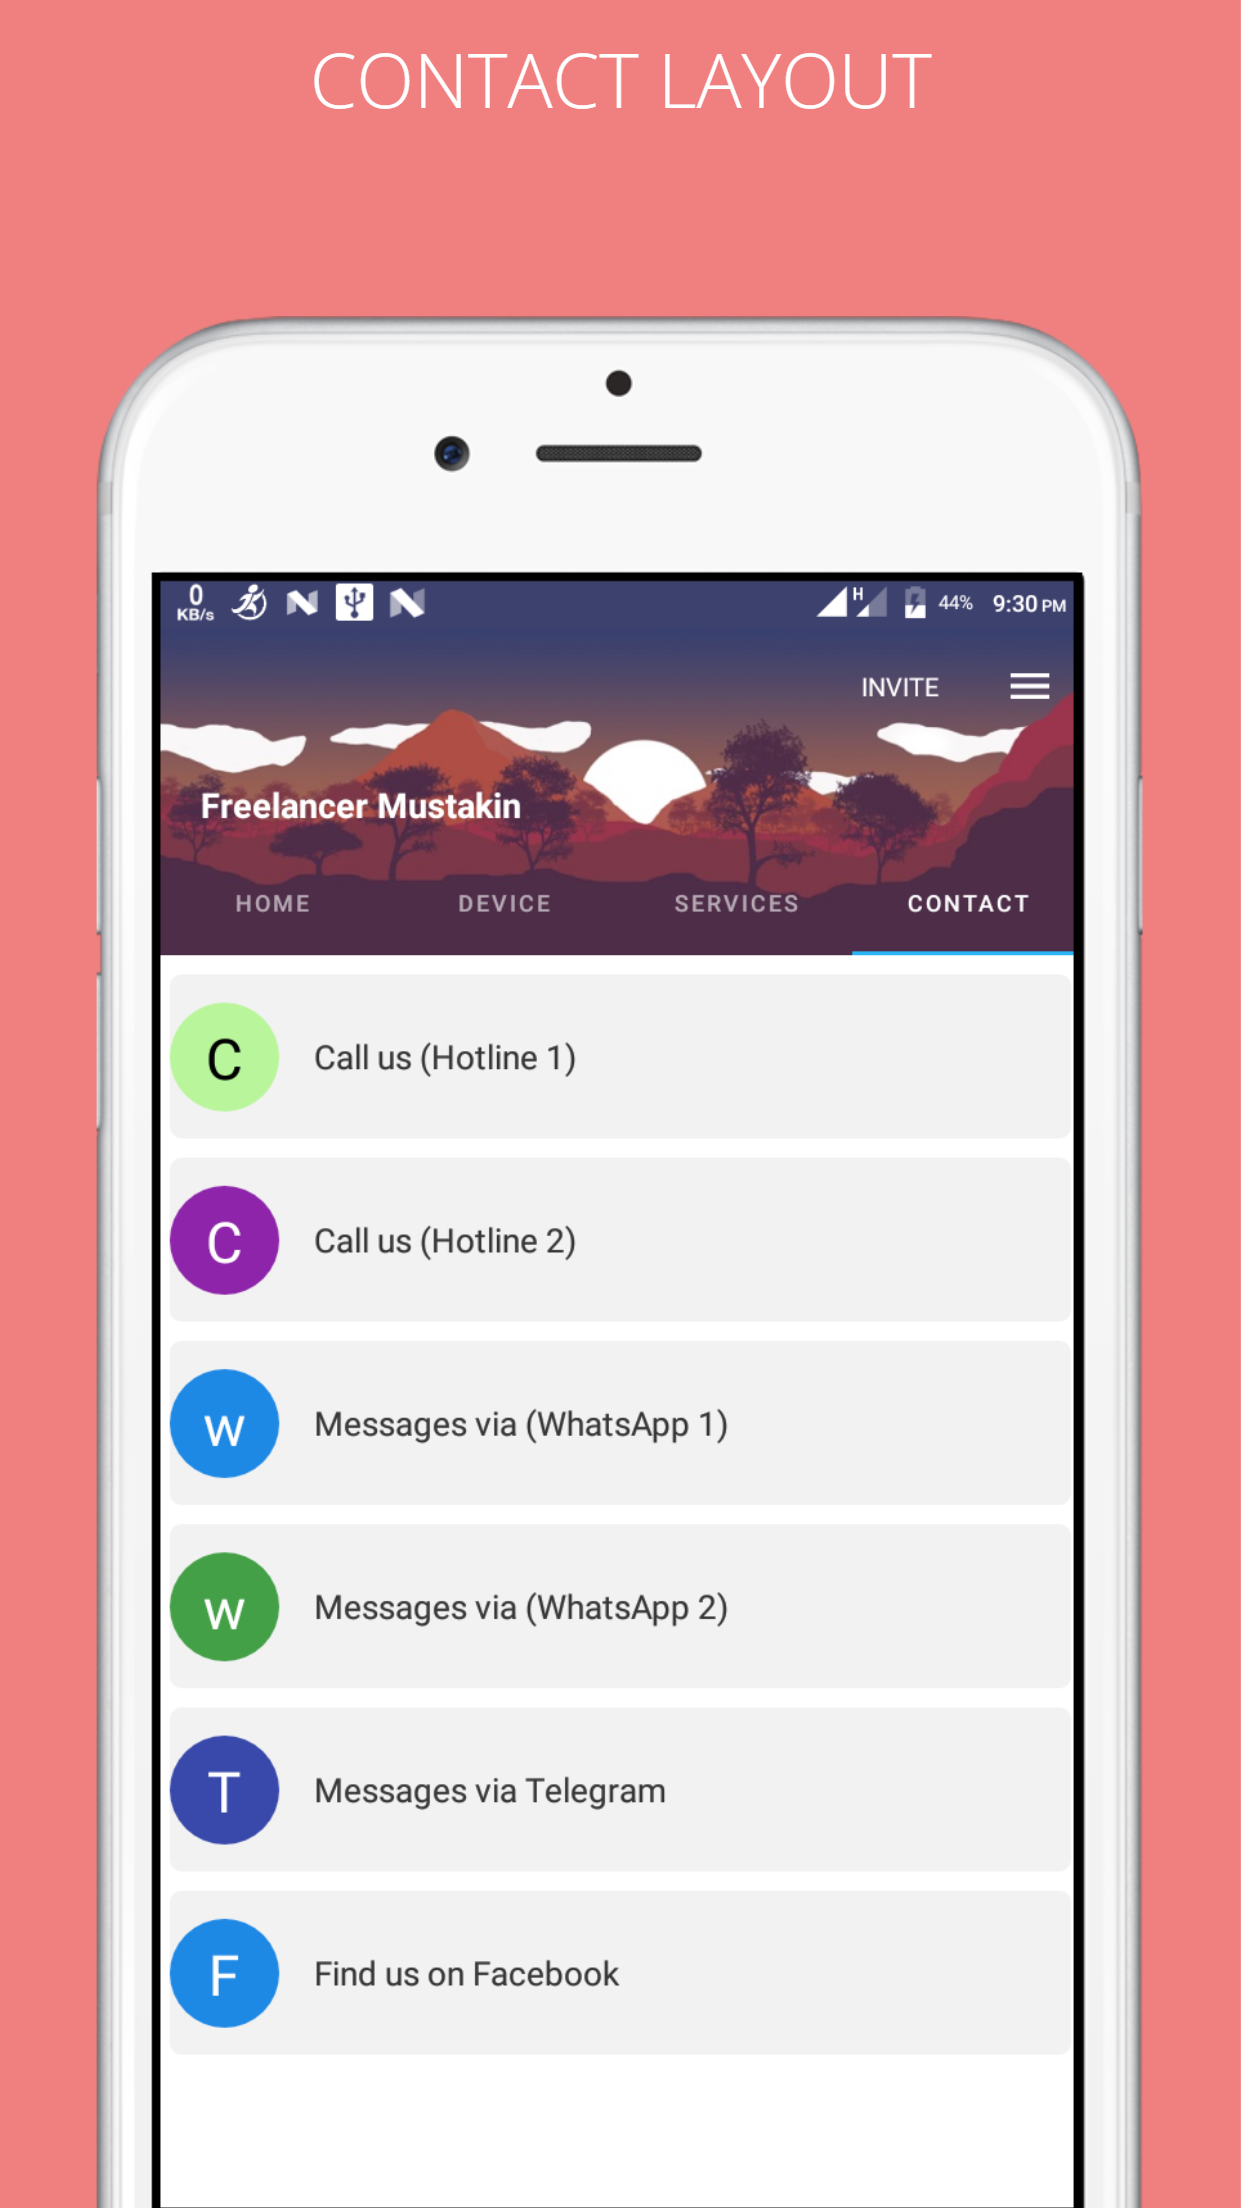 CONTACT LAYOUT
0
KB/s
H
44%
9:30 PM
INVITE
Freelancer Mustakin
HOME DEVICE SERVICES CONTACT
C Call us (Hotline 1)
C Call us (Hotline 2)
w Messages via (WhatsApp 1)
w Messages via (WhatsApp 2)
T Messages via Telegram
F Find us on Facebook